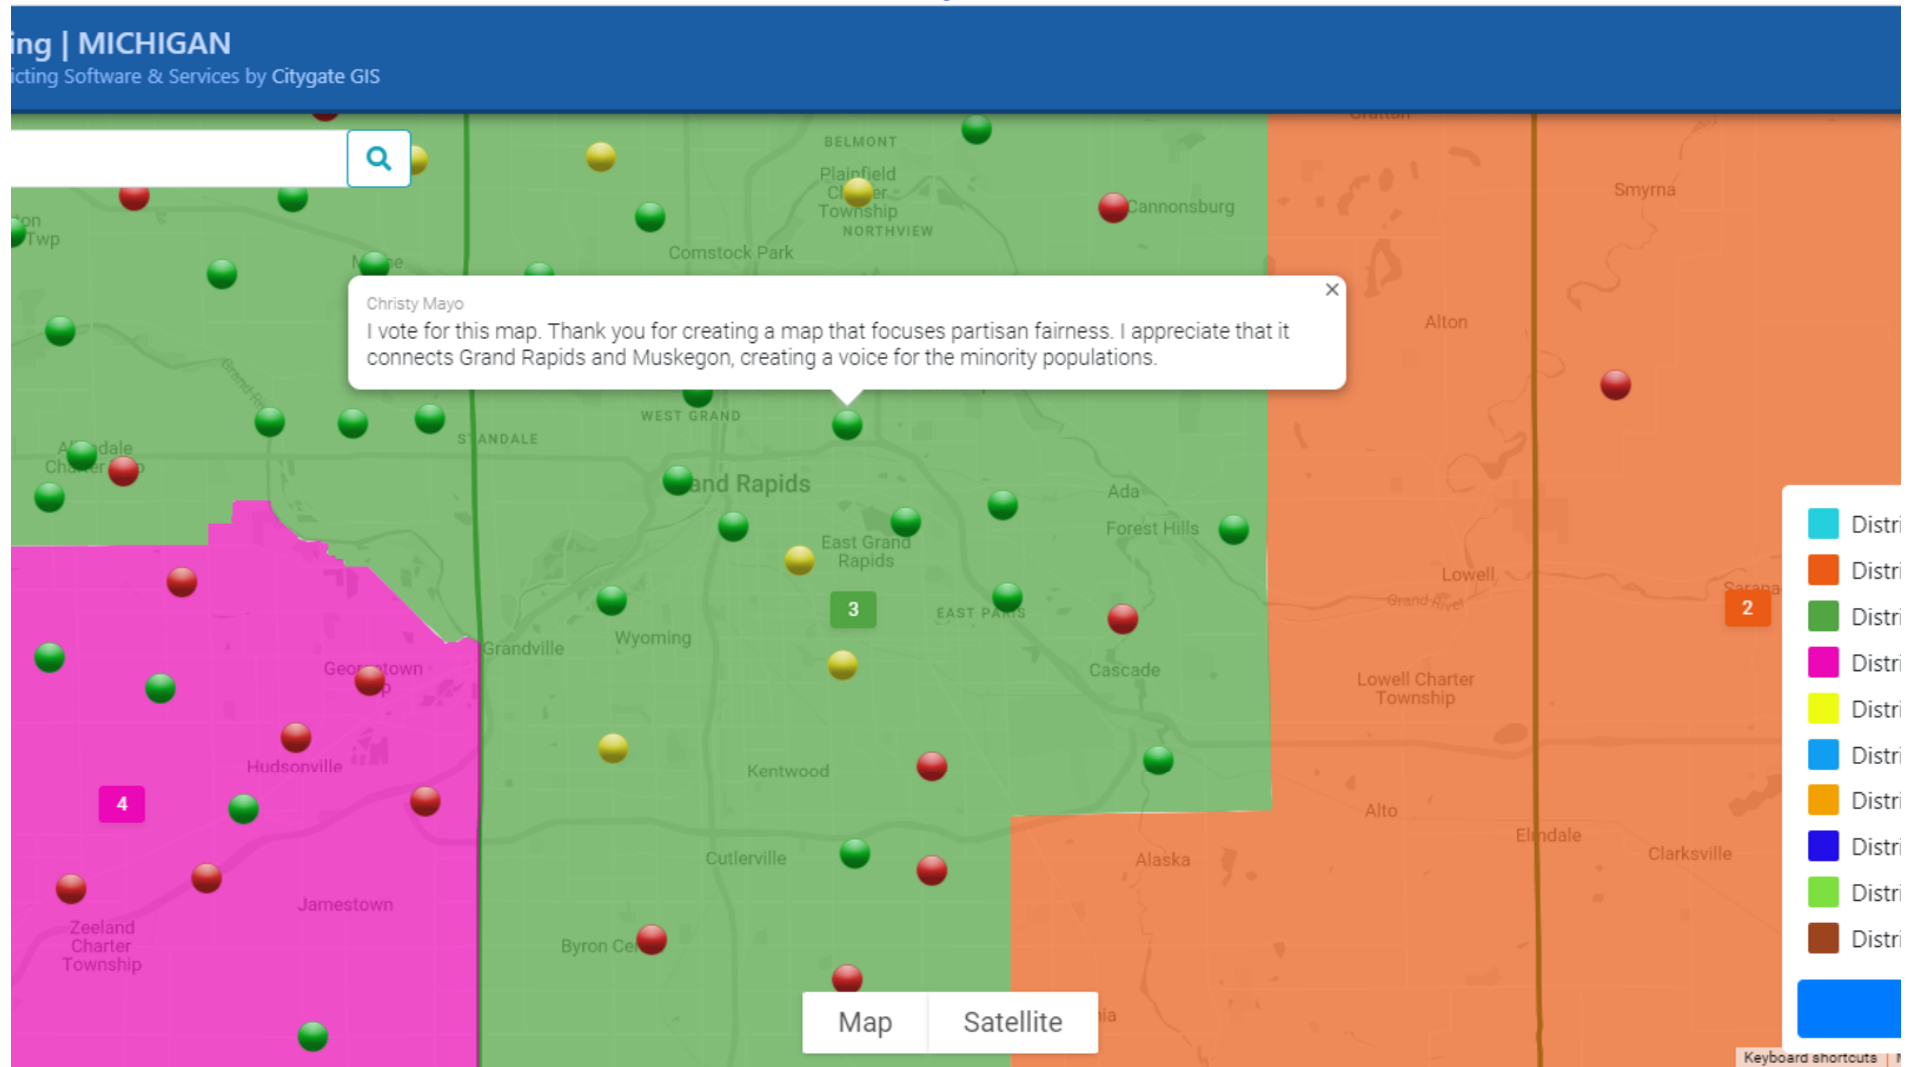 ing | MICHIGAN
icting Software & Services by Citygate GIS
BELMONT
Plainfield
Township
NORTHVIEW
Smyrna
Cannonsburg
Twp
Comstock Park
Christy Mayo
I vote for this map. Thank you for creating a map that focuses partisan fairness. I appreciate that it
connects Grand Rapids and Muskegon, creating a voice for the minority populations.
Alton
WEST GRAND
STANDALE
and Rapids
Ada
Forest Hills
East Grand
Rapids
Lowell
Grand River
3
EAST PARIS
2
Wyoming
Grandville
Cascade
Lowell Charter
Township
Hudsonville
Kentwood
4
Alto
Elmdale
Clarksville
Cutlerville
Alaska
Jamestown
Zeeland
Charter
Township
Byron Ce
Map
Satellite
nia
Distri
Distri
Distri
Distri
Distri
Distri
Distri
Distri
Distri
Distri
Keyboard shortcuts